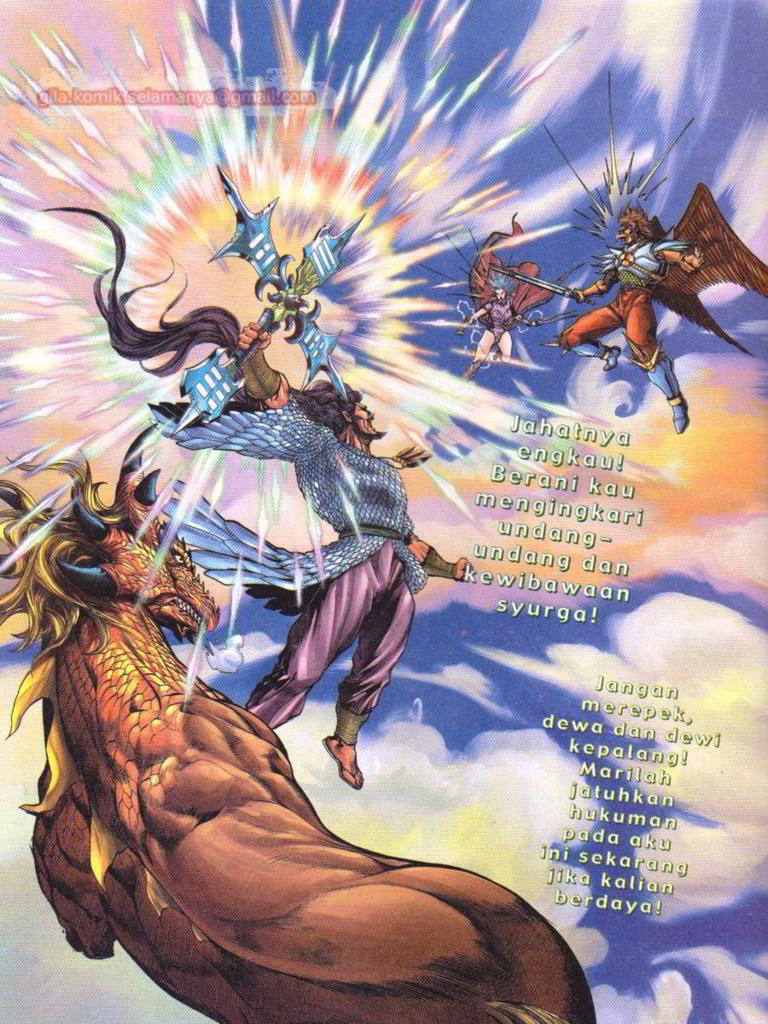 gila.komik.selamanya@gmail.com
Jahatnya
engkau!
Berani kau
mengingkari
undang-
undang dan
kewibawaan
syurga!
Jangan
merepek,
dewa dan dewi
kepalang!
Marilah
jatuhkan
hukuman
pada aku
ini sekarang
jika kalian
berdaya!